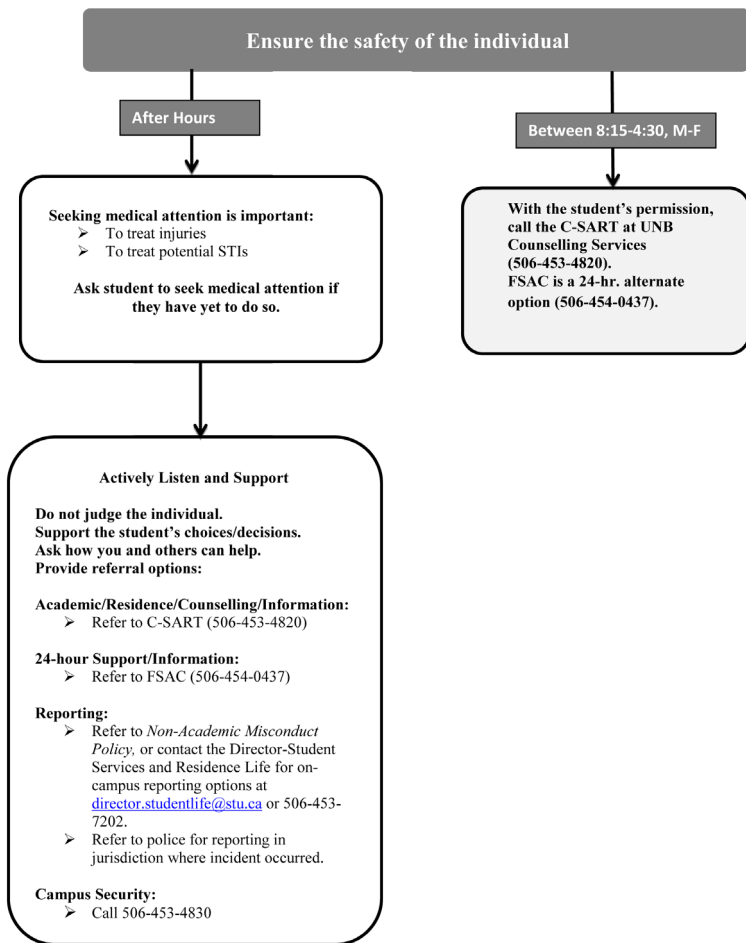 Ensure the safety of the individual
After Hours
Between 8:15-4:30, M-F
Seeking medical attention is important:
➢ To treat injuries
➢ To treat potential STIs
Ask student to seek medical attention if
they have yet to do so.
With the student’s permission,
call the C-SART at UNB
Counselling Services
(506-453-4820).
FSAC is a 24-hr. alternate
option (506-454-0437).
Actively Listen and Support
Do not judge the individual.
Support the student’s choices/decisions.
Ask how you and others can help.
Provide referral options:
Academic/Residence/Counselling/Information:
➢ Refer to C-SART (506-453-4820)
24-hour Support/Information:
➢ Refer to FSAC (506-454-0437)
Reporting:
➢ Refer to Non-Academic Misconduct
Policy, or contact the Director-Student
Services and Residence Life for on-
campus reporting options at
director.studentlife@stu.ca or 506-453-
7202.
➢ Refer to police for reporting in
jurisdiction where incident occurred.
Campus Security:
➢ Call 506-453-4830